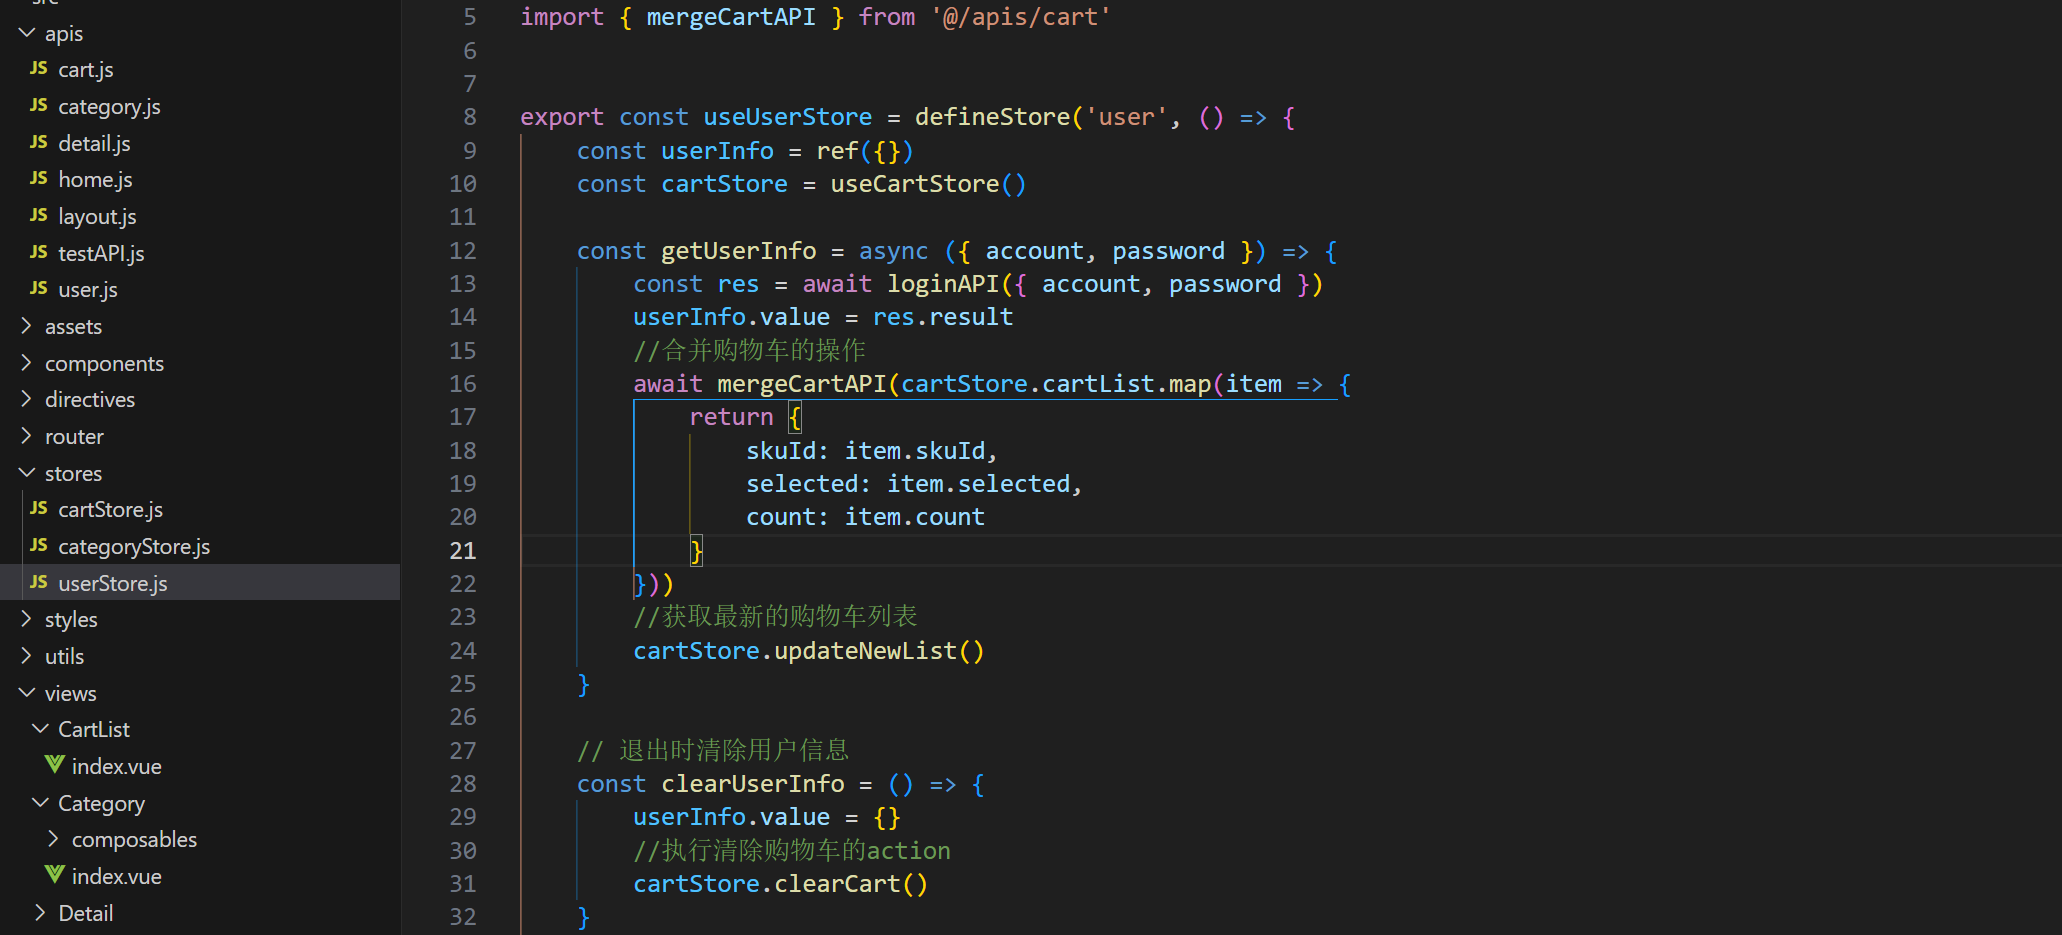 src
apis
JS cart.js
JS category.js
JS detail.js
JS home.js
JS layout.js
JS testAPI.js
JS user.js
assets
components
directives
router
stores
JS cartStore.js
JS categoryStore.js
JS userStore.js
styles
utils
views
CartList
index.vue
Category
composables
index.vue
Detail
5 import { mergeCartAPI } from '@/apis/cart'
6
7
8 export const useUserStore = defineStore('user', () => {
9 const userInfo = ref({})
10 const cartStore = useCartStore()
11
12 const getUserInfo = async ({ account, password }) => {
13 const res = await loginAPI({ account, password })
14 userInfo.value = res.result
15 //合并购物车的操作
16 await mergeCartAPI(cartStore.cartList.map(item => {
17 return {
18 skuId: item.skuId,
19 selected: item.selected,
20 count: item.count
21 }
22 }))
23 //获取最新的购物车列表
24 cartStore.updateNewList()
25 }
26
27 // 退出时清除用户信息
28 const clearUserInfo = () => {
29 userInfo.value = {}
30 //执行清除购物车的action
31 cartStore.clearCart()
32 }